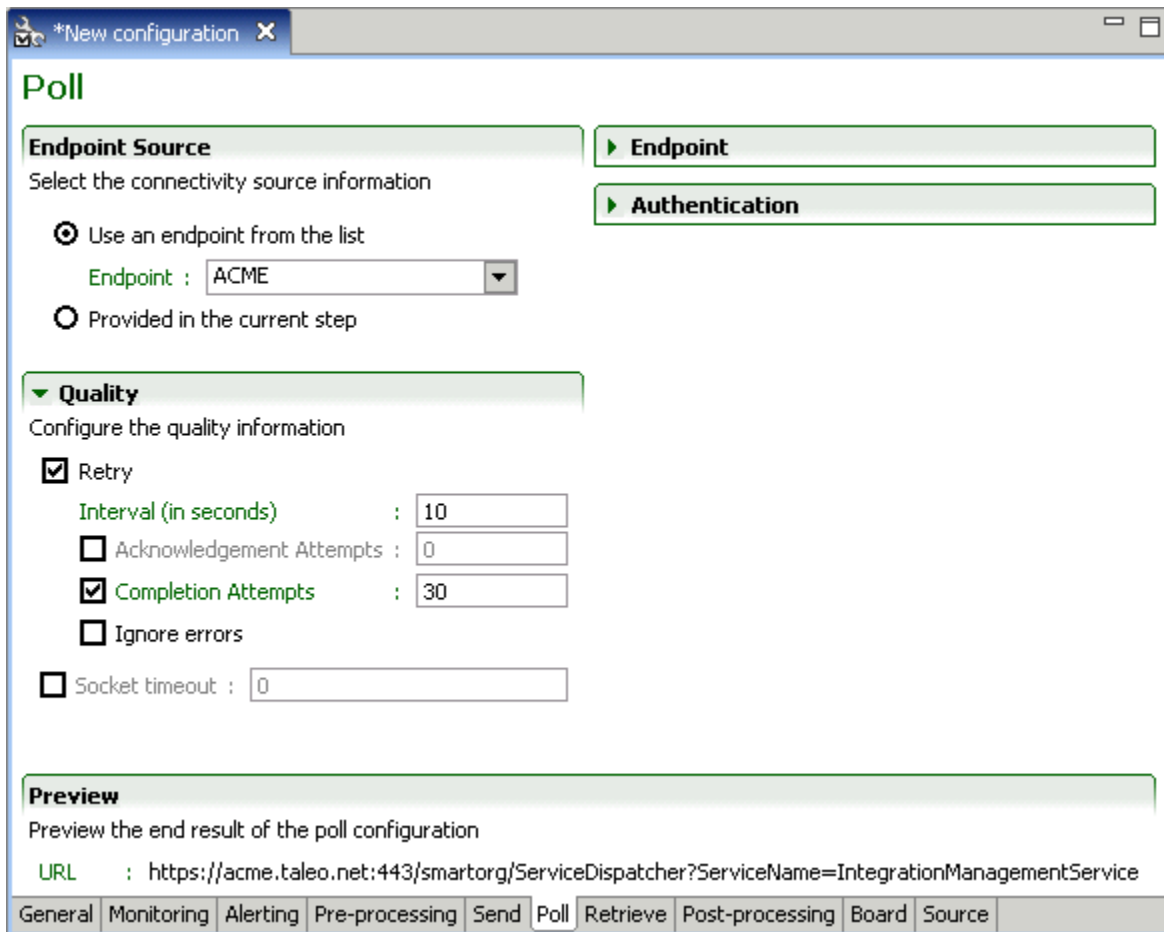 *New configuration
Poll
Endpoint Source
Select the connectivity source information
Use an endpoint from the list
Endpoint : ACME
Provided in the current step
Endpoint
Authentication
Quality
Configure the quality information
Retry
Interval (in seconds) : 10
Acknowledgement Attempts : 0
Completion Attempts : 30
Ignore errors
Socket timeout : 0
Preview
Preview the end result of the poll configuration
URL : https://acme.taleo.net:443/smartorg/ServiceDispatcher?ServiceName=IntegrationManagementService
General Monitoring Alerting Pre-processing Send Poll Retrieve Post-processing Board Source